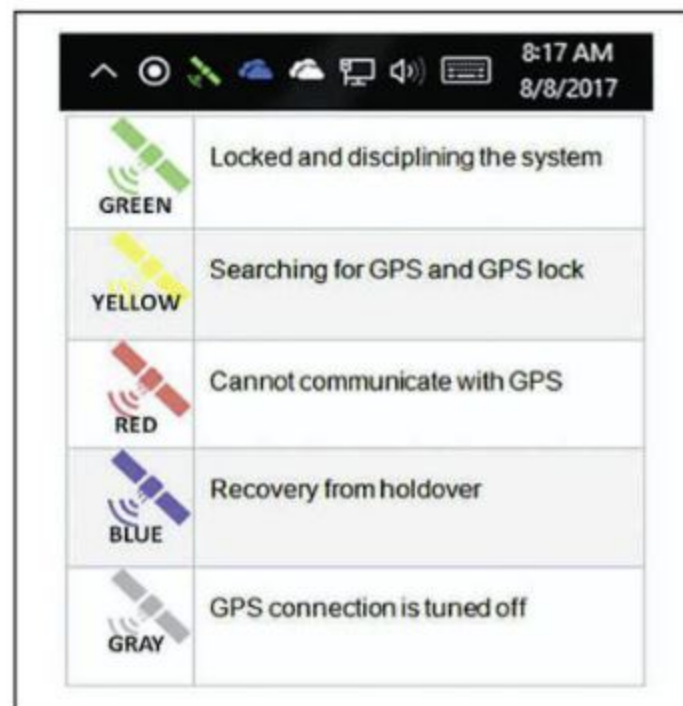 8:17 AM
8/8/2017
GREEN
Locked and disciplining the system
YELLOW
Searching for GPS and GPS lock
RED
Cannot communicate with GPS
BLUE
Recovery from holdover
GRAY
GPS connection is tuned off